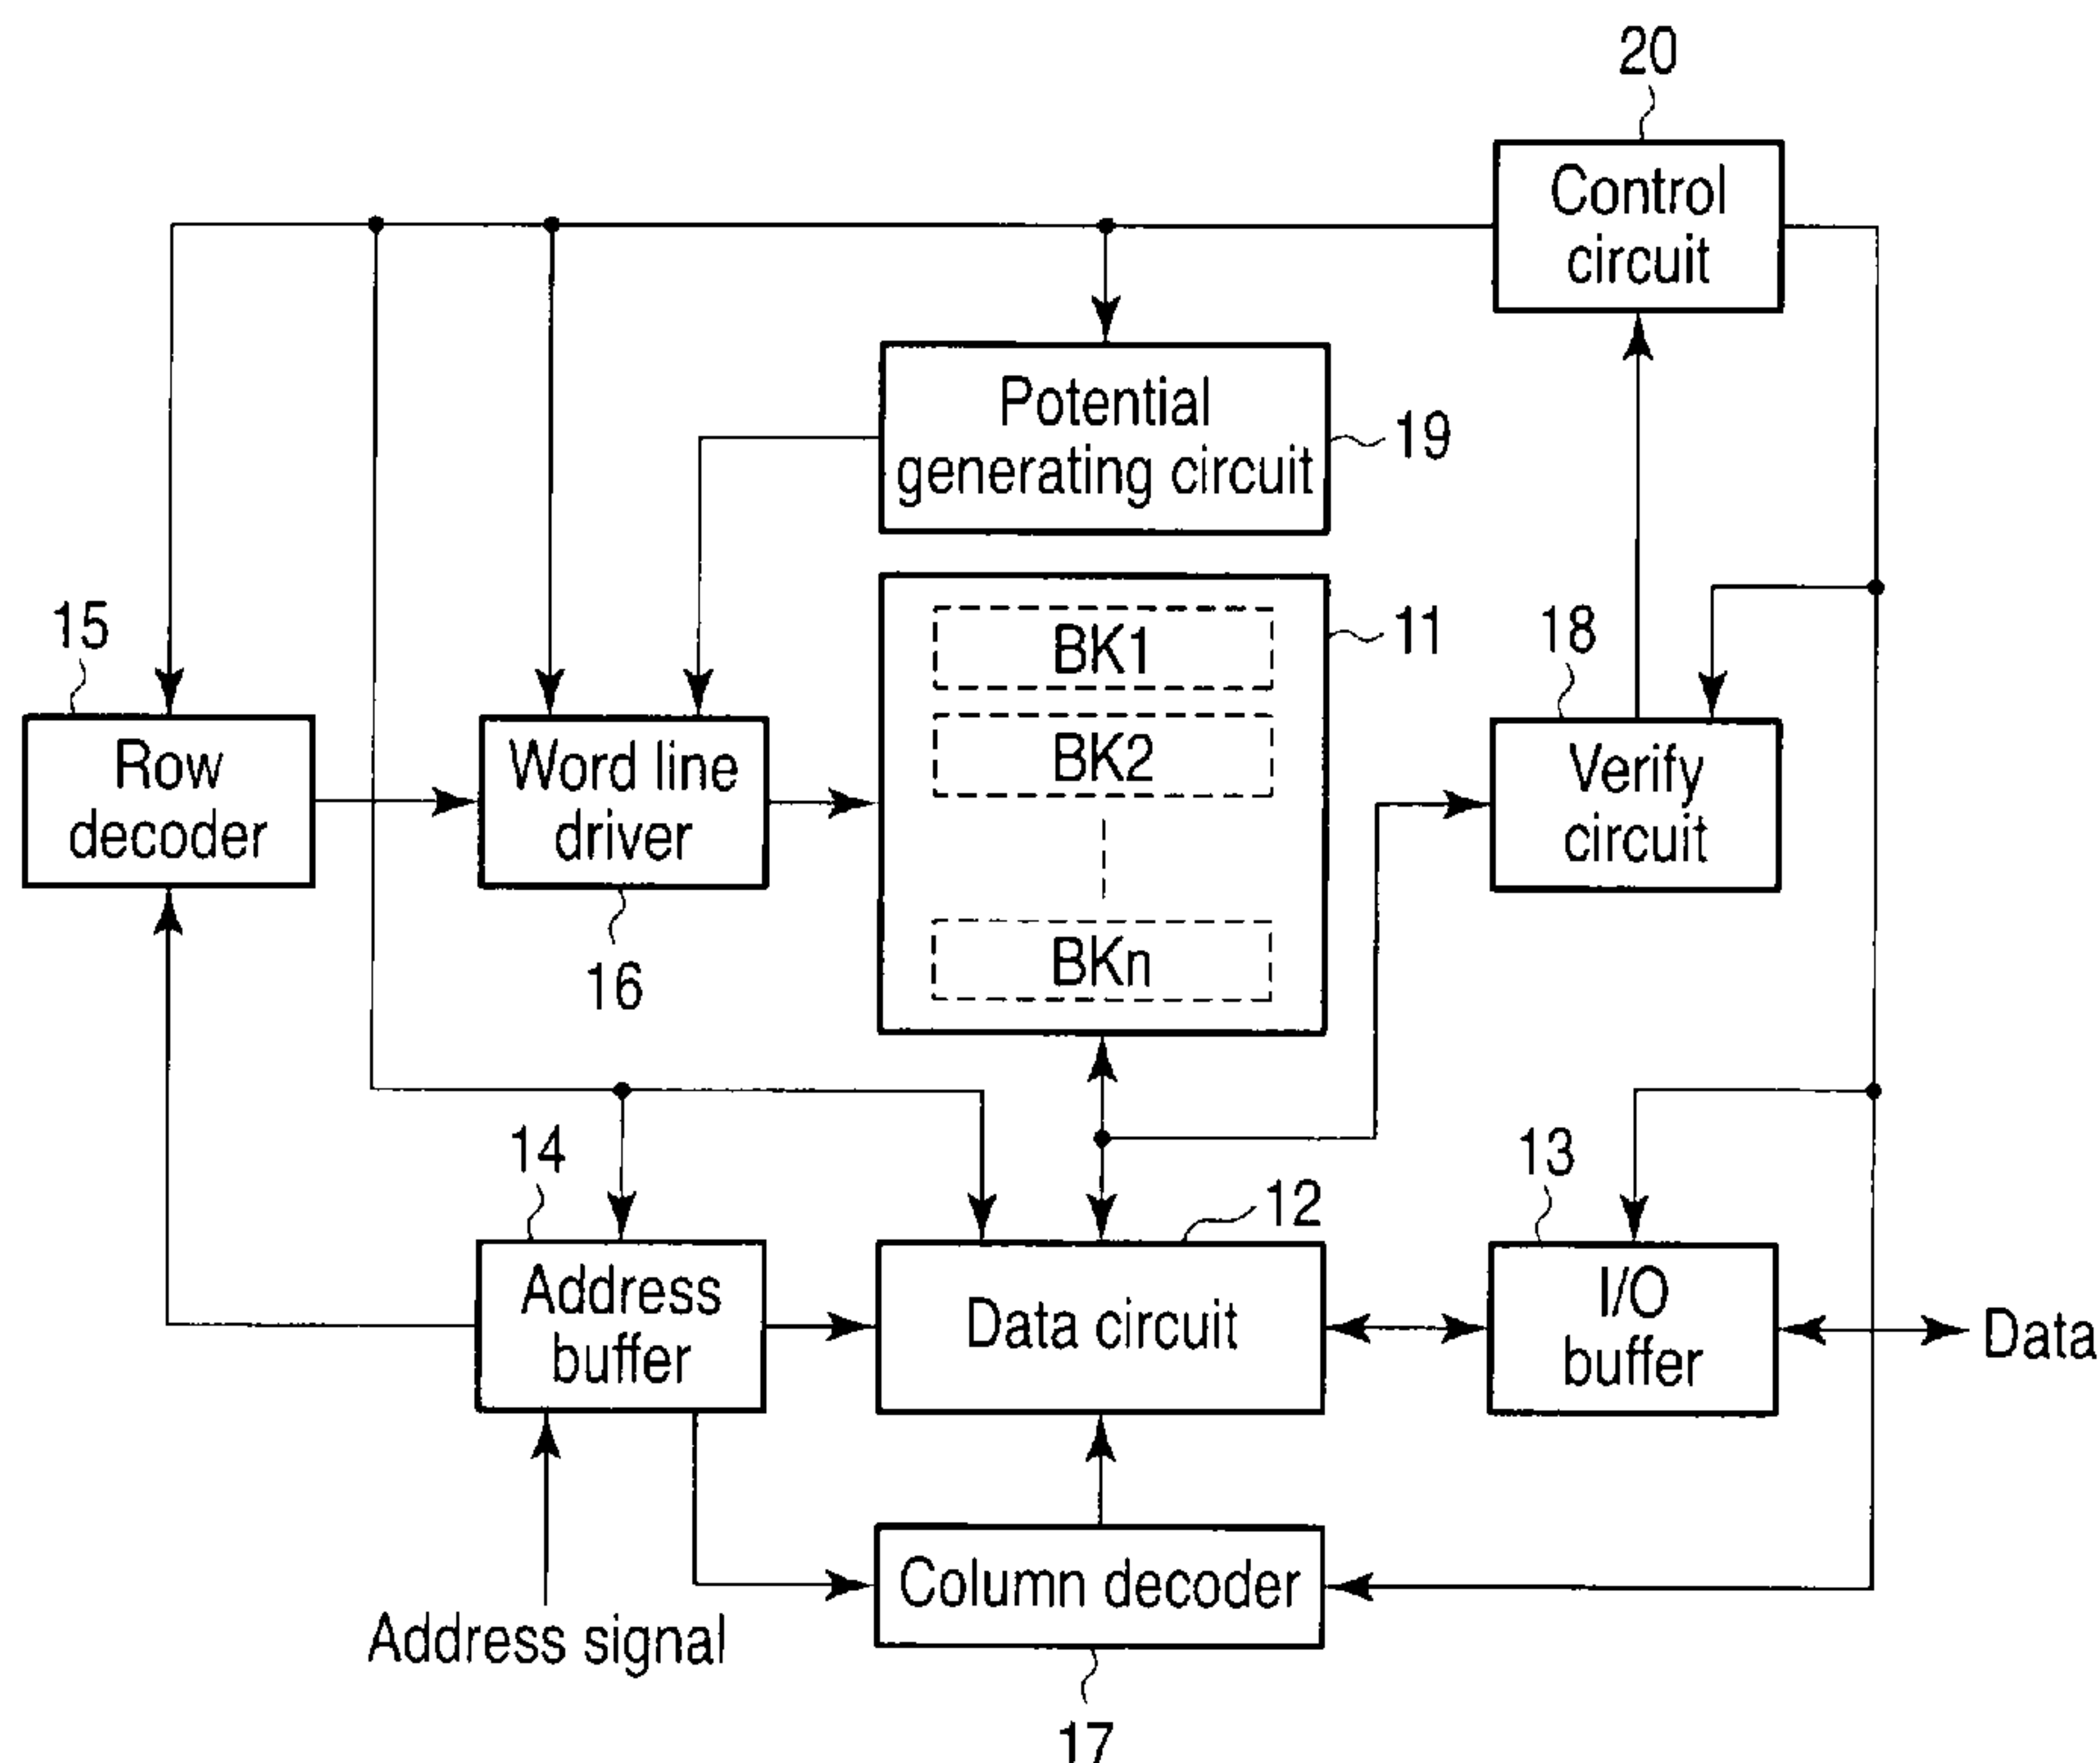 20
Control
circuit
Potential
generating circuit
19
15
BK1
11
18
Row
decoder
Word line
driver
BK2
Verify
circuit
16
BKn
14
12
13
Address
buffer
Data circuit
I/O
buffer
Data
Column decoder
Address signal
17